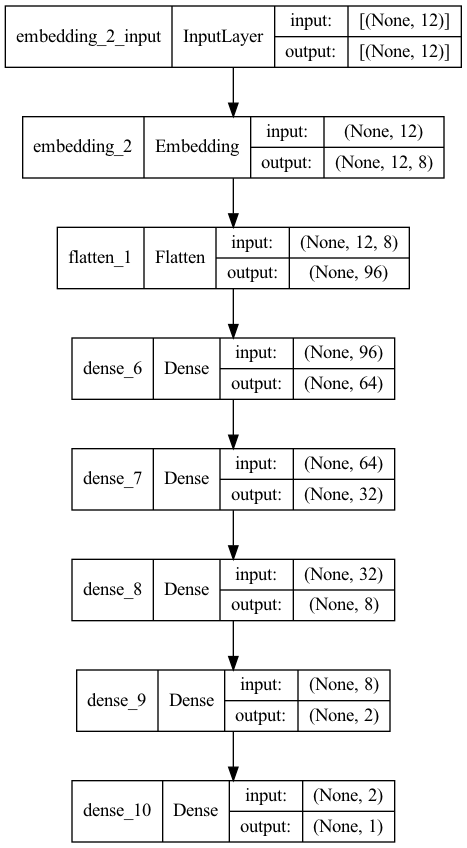 embedding_2_input InputLayer input: [(None, 12)]
output: [(None, 12)]
embedding_2 Embedding input: (None, 12)
output: (None, 12, 8)
flatten_1 Flatten input: (None, 12, 8)
output: (None, 96)
dense_6 Dense input: (None, 96)
output: (None, 64)
dense_7 Dense input: (None, 64)
output: (None, 32)
dense_8 Dense input: (None, 32)
output: (None, 8)
dense_9 Dense input: (None, 8)
output: (None, 2)
dense_10 Dense input: (None, 2)
output: (None, 1)